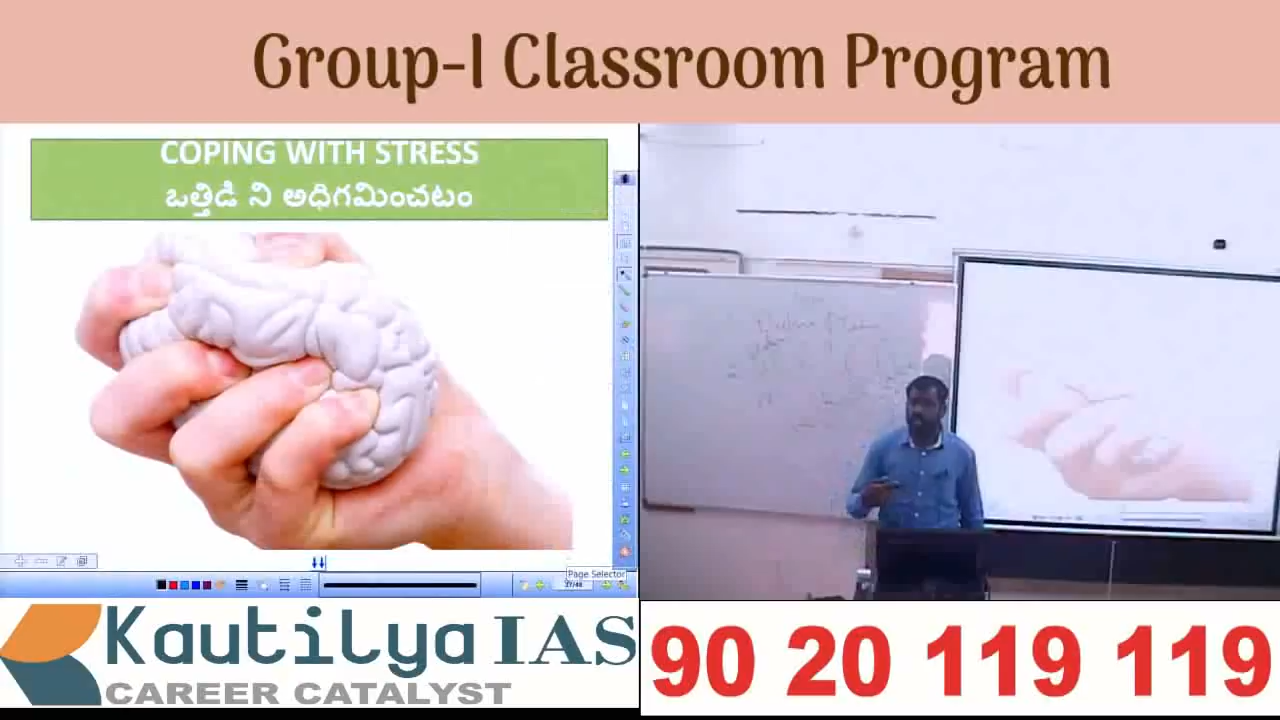 Group-I Classroom Program
COPING WITH STRESS
ఒత్తిడి ని అధిగమించటం
Page Selector
Kautilya IAS
CAREER CATALYST
90 20 119 119